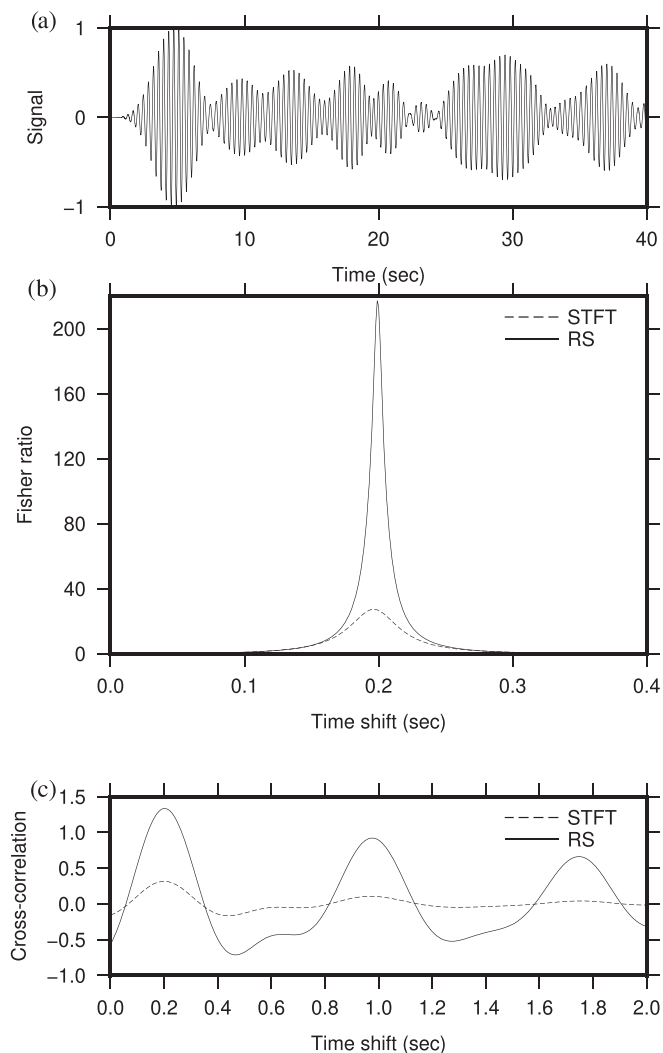 (a)
1
0
−1
Signal
0 10 20 30 40
Time (sec)
(b)
200
160
120
80
40
0
Fisher ratio
STFT
RS
0.0 0.1 0.2 0.3 0.4
Time shift (sec)
(c)
1.5
1.0
0.5
0.0
−0.5
−1.0
Cross-correlation
STFT
RS
0.0 0.2 0.4 0.6 0.8 1.0 1.2 1.4 1.6 1.8 2.0
Time shift (sec)